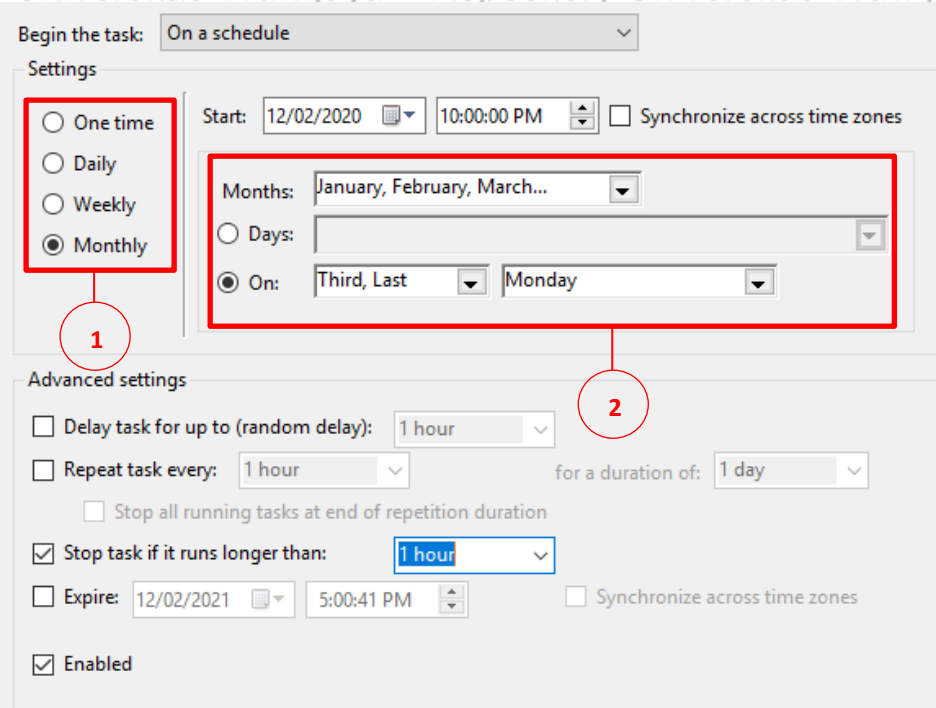 Begin the task: On a schedule
Settings
One time
Daily
Weekly
Monthly
Start: 12/02/2020 10:00:00 PM Synchronize across time zones
Months: January, February, March...
Days:
On: Third, Last Monday
1
2
Advanced settings
Delay task for up to (random delay): 1 hour
Repeat task every: 1 hour for a duration of: 1 day
Stop all running tasks at end of repetition duration
Stop task if it runs longer than: 1 hour
Expire: 12/02/2021 5:00:41 PM Synchronize across time zones
Enabled